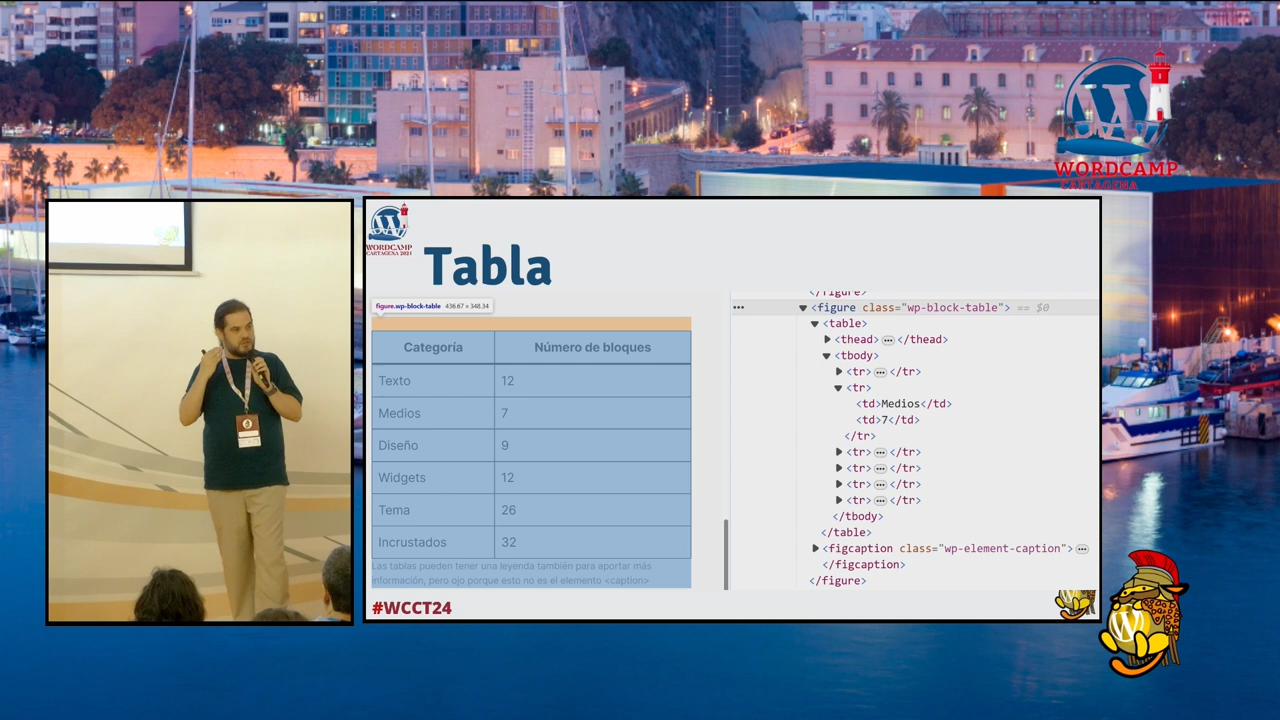 WORDCAMP
CARTAGENA
WORDCAMP
CARTAGENA 2024
Tabla
figure.wp-block-table 436.67 × 348.34
Categoría Número de bloques
Texto 12
Medios 7
Diseño 9
Widgets 12
Tema 26
Incrustados 32
Las tablas pueden tener una leyenda también para aportar más
información, pero ojo porque esto no es el elemento <caption>
</figure>
••• ▼<figure class="wp-block-table"> == $0
▼<table>
▶<thead>•••</thead>
▼<tbody>
▶<tr>•••</tr>
▼<tr>
<td>Medios</td>
<td>7</td>
</tr>
▶<tr>•••</tr>
▶<tr>•••</tr>
▶<tr>•••</tr>
▶<tr>•••</tr>
</tbody>
</table>
▶<figcaption class="wp-element-caption">•••
</figcaption>
</figure>
#WCCT24